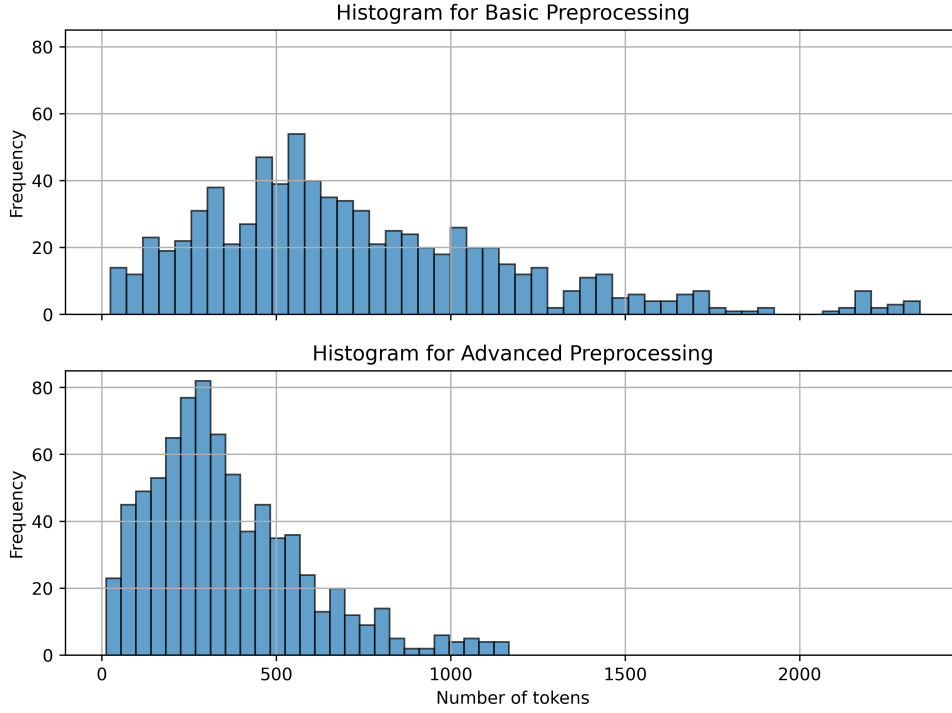 Histogram for Basic Preprocessing
80
60
40
20
0
Frequency
Histogram for Advanced Preprocessing
80
60
40
20
0
Frequency
0 500 1000 1500 2000
Number of tokens